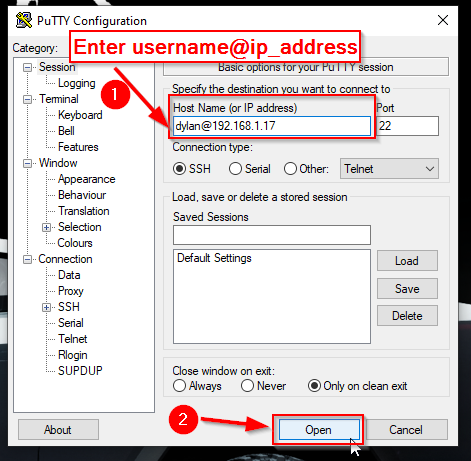 PuTTY Configuration
Category:
Enter username@ip_address
Session
Logging
Terminal
Keyboard
Bell
Features
Window
Appearance
Behaviour
Translation
Selection
Colours
Connection
Data
Proxy
SSH
Serial
Telnet
Rlogin
SUPDUP
Basic options for your PuTTY session
Specify the destination you want to connect to
1
Host Name (or IP address) Port
dylan@192.168.1.17 22
Connection type:
SSH Serial Other: Telnet
Load, save or delete a stored session
Saved Sessions
Default Settings
Load
Save
Delete
Close window on exit:
Always Never Only on clean exit
2
About Open Cancel